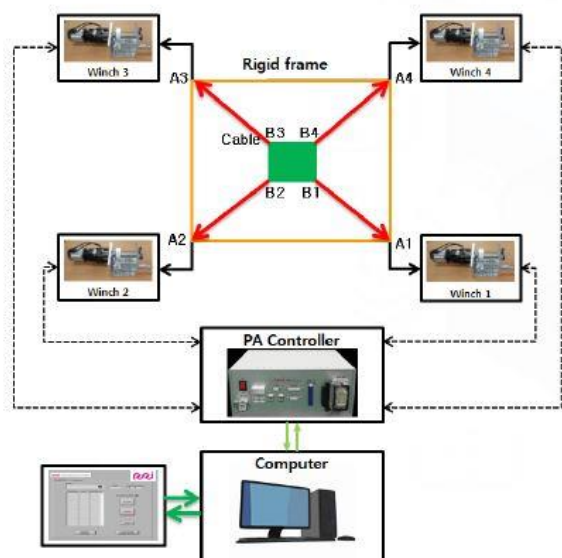 Rigid frame
Winch 3
Winch 4
A3
A4
Cable
B3 B4
B2 B1
A2
A1
Winch 2
Winch 1
PA Controller
Computer